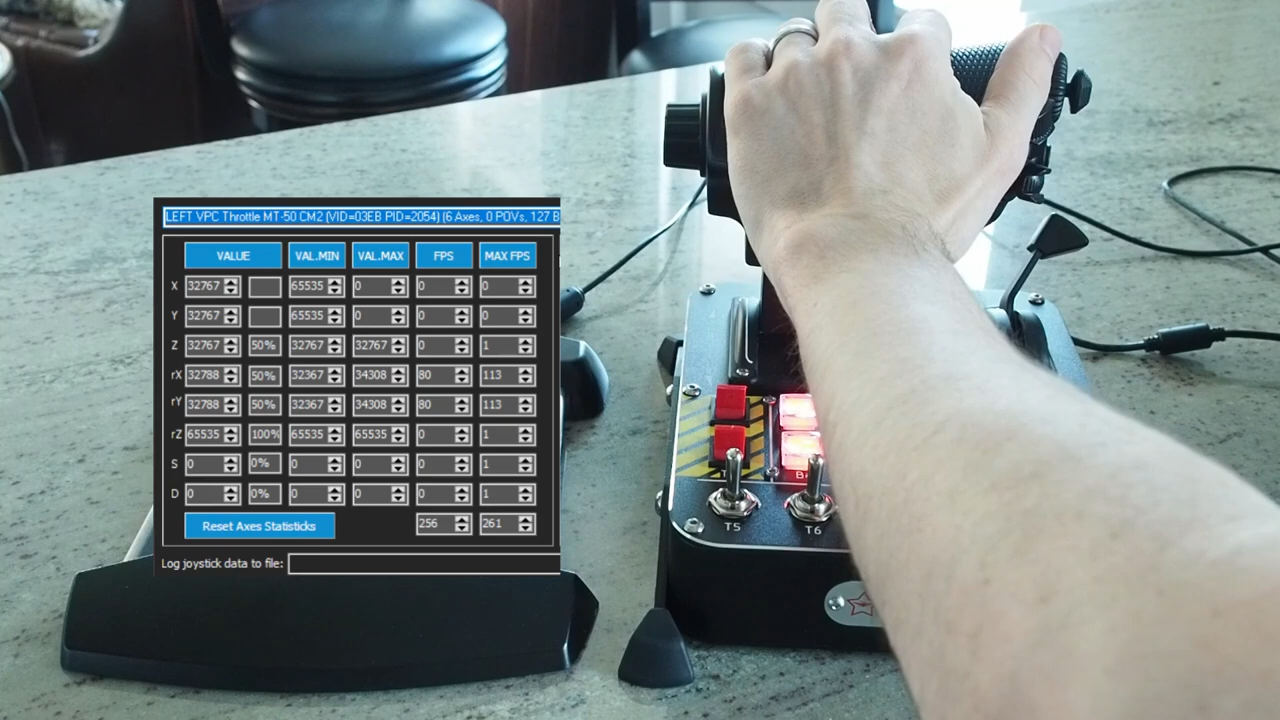 LEFT VPC Throttle MT-50 CM2 (VID=03EB PID=2054) (6 Axes, 0 POVs, 127 B
VALUE VAL.MIN VAL.MAX FPS MAX FPS
X 32767 65535 0 0 0
Y 32767 65535 0 0 0
Z 32767 50% 32767 32767 0 1
rX 32788 50% 32367 34308 80 113
rY 32788 50% 32367 34308 80 113
rZ 65535 100% 65535 65535 0 1
S 0 0% 0 0 0 1
D 0 0% 0 0 0 1
Reset Axes Statisticks 256 261
Log joystick data to file:
T5 T6